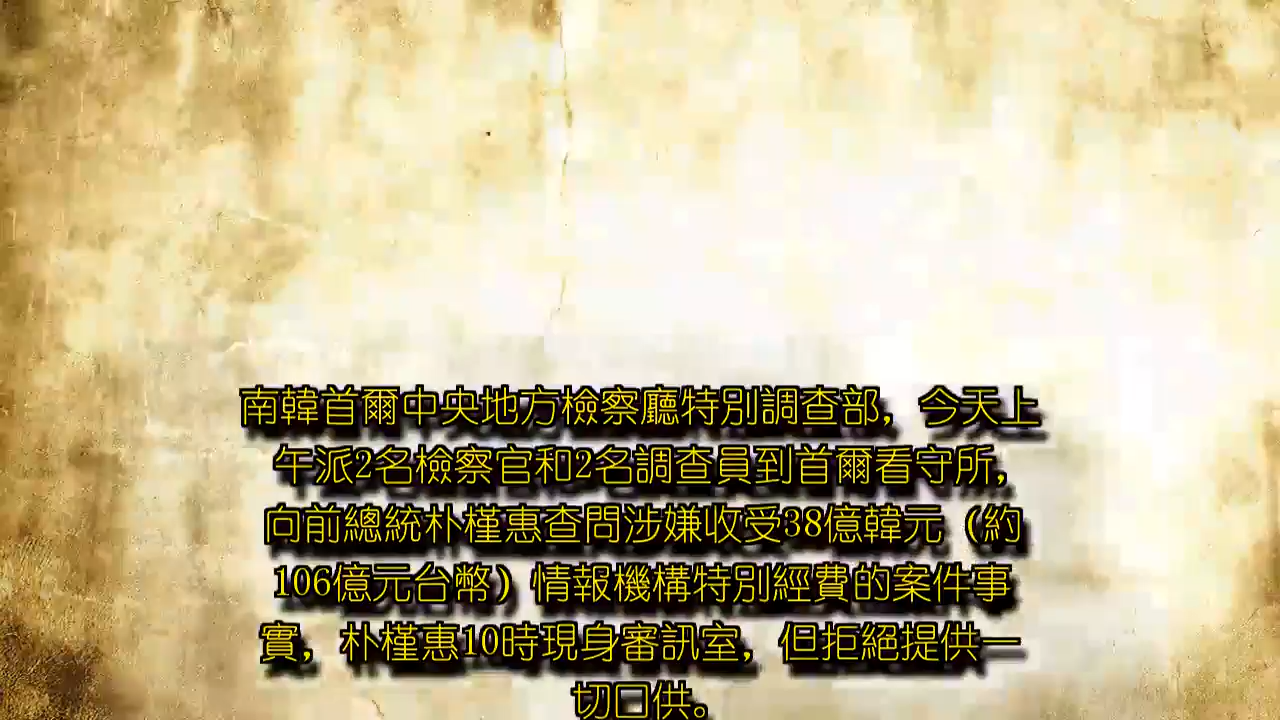 南韓首爾中央地方檢察廳特別調查部，今天上
午派2名檢察官和2名調查員到首爾看守所，
向前總統朴槿惠查問涉嫌收受38億韓元（約
106億元台幣）情報機構特別經費的案件事
實，朴槿惠10時現身審訊室，但拒絕提供一
切口供。